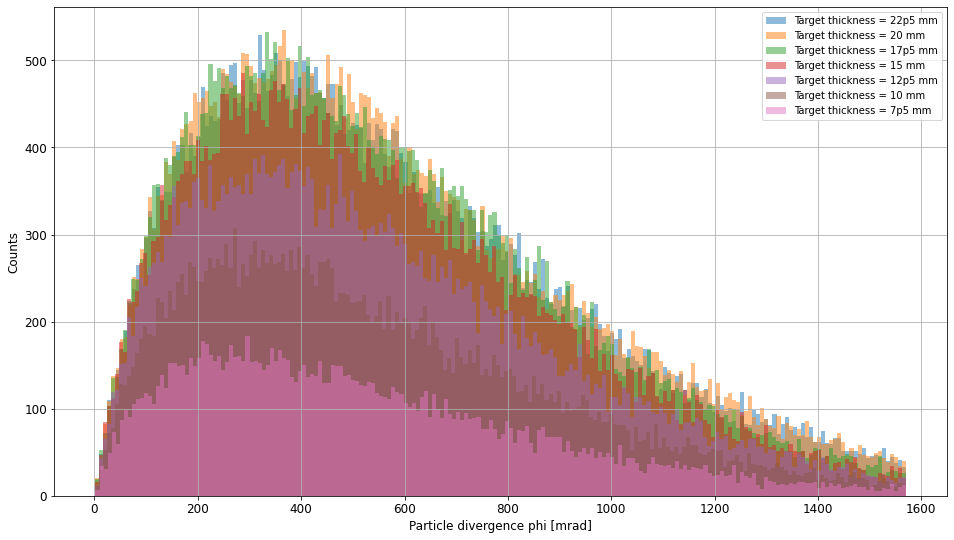 Target thickness = 22p5 mm
Target thickness = 20 mm
Target thickness = 17p5 mm
Target thickness = 15 mm
Target thickness = 12p5 mm
Target thickness = 10 mm
Target thickness = 7p5 mm
500
400
300
200
100
0
Counts
0 200 400 600 800 1000 1200 1400 1600
Particle divergence phi [mrad]